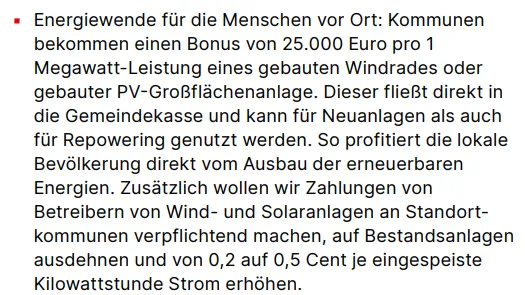 Energiewende für die Menschen vor Ort: Kommunen
bekommen einen Bonus von 25.000 Euro pro 1
Megawatt-Leistung eines gebauten Windrades oder
gebauter PV-Großflächenanlage. Dieser fließt direkt in
die Gemeindekasse und kann für Neuanlagen als auch
für Repowering genutzt werden. So profitiert die lokale
Bevölkerung direkt vom Ausbau der erneuerbaren
Energien. Zusätzlich wollen wir Zahlungen von
Betreibern von Wind- und Solaranlagen an Standort-
kommunen verpflichtend machen, auf Bestandsanlagen
ausdehnen und von 0,2 auf 0,5 Cent je eingespeiste
Kilowattstunde Strom erhöhen.